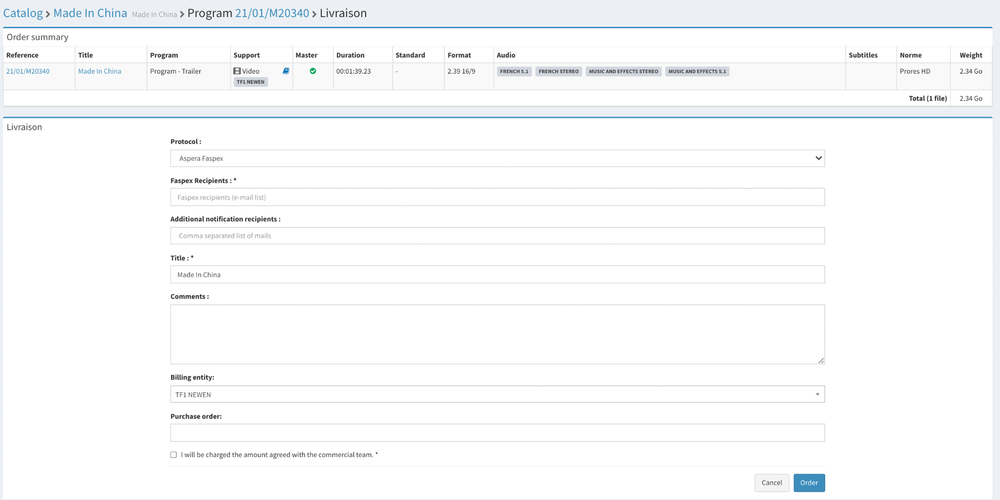 Catalog > Made In China Made In China > Program 21/01/M20340 > Livraison
Order summary
Reference Title Program Support Master Duration Standard Format Audio Subtitles Norme Weight
21/01/M20340 Made In China Program - Trailer Video 00:01:39.23 - 2.39 16/9 FRENCH 5.1 FRENCH STEREO MUSIC AND EFFECTS STEREO MUSIC AND EFFECTS 5.1 Prores HD 2.34 Go
TF1 NEWEN
Total (1 file) 2.34 Go
Livraison
Protocol :
Aspera Faspex
Faspex Recipients : *
Faspex recipients (e-mail list)
Additional notification recipients :
Comma separated list of mails
Title : *
Made In China
Comments :
Billing entity:
TF1 NEWEN
Purchase order:
I will be charged the amount agreed with the commercial team. *
Cancel Order